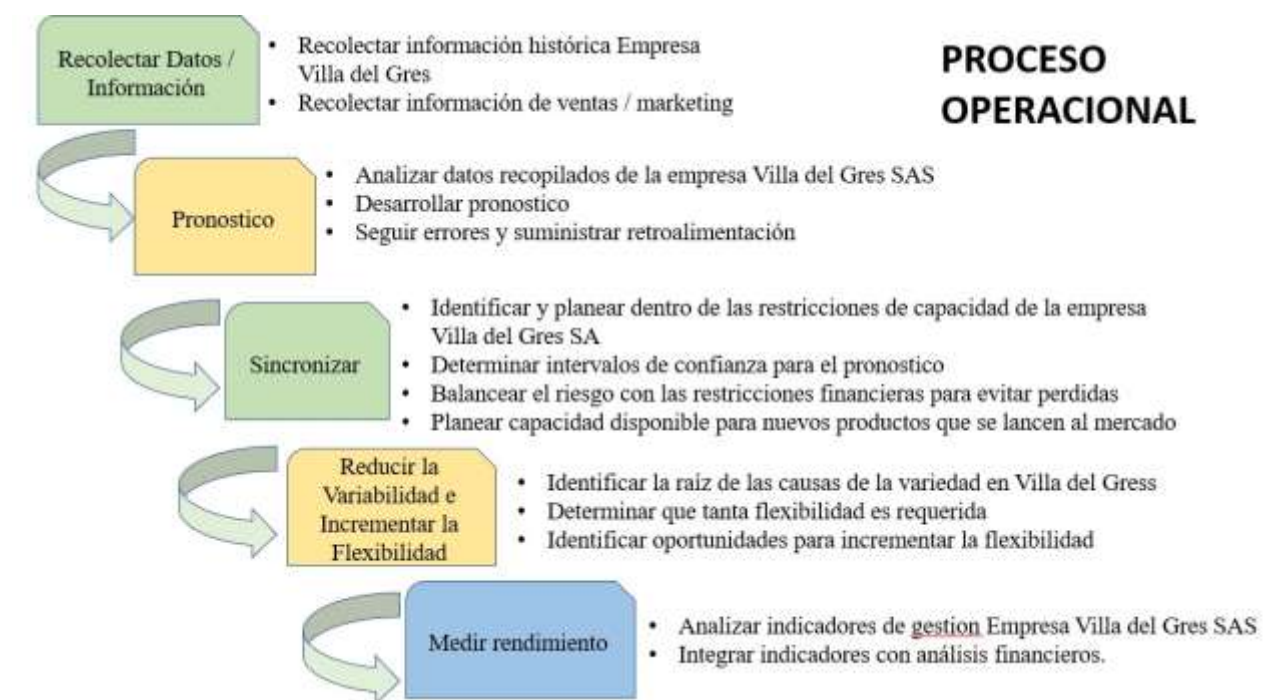 PROCESO
OPERACIONAL
Recolectar Datos /
Información
• Recolectar información histórica Empresa
Villa del Gres
• Recolectar información de ventas / marketing
Pronostico
• Analizar datos recopilados de la empresa Villa del Gres SAS
• Desarrollar pronostico
• Seguir errores y suministrar retroalimentación
Sincronizar
• Identificar y planear dentro de las restricciones de capacidad de la empresa
Villa del Gres SA
• Determinar intervalos de confianza para el pronostico
• Balancear el riesgo con las restricciones financieras para evitar perdidas
• Planear capacidad disponible para nuevos productos que se lancen al mercado
Reducir la
Variabilidad e
Incrementar la
Flexibilidad
• Identificar la raíz de las causas de la variedad en Villa del Gress
• Determinar que tanta flexibilidad es requerida
• Identificar oportunidades para incrementar la flexibilidad
Medir rendimiento
• Analizar indicadores de gestion Empresa Villa del Gres SAS
• Integrar indicadores con análisis financieros.